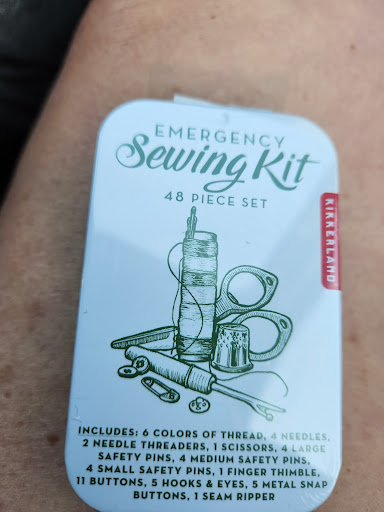 EMERGENCY
Sewing Kit
48 PIECE SET
KIKKERLAND
INCLUDES: 6 COLORS OF THREAD, 4 NEEDLES,
2 NEEDLE THREADERS, 1 SCISSORS, 4 LARGE
SAFETY PINS, 4 MEDIUM SAFETY PINS,
4 SMALL SAFETY PINS, 1 FINGER THIMBLE,
11 BUTTONS, 5 HOOKS & EYES, 5 METAL SNAP
BUTTONS, 1 SEAM RIPPER